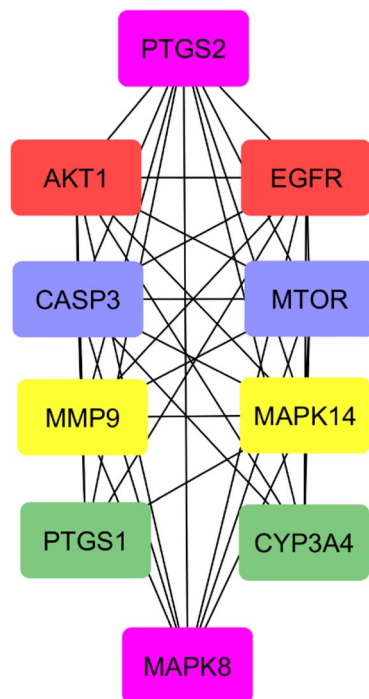 PTGS2
AKT1
EGFR
CASP3
MTOR
MMP9
MAPK14
PTGS1
CYP3A4
MAPK8